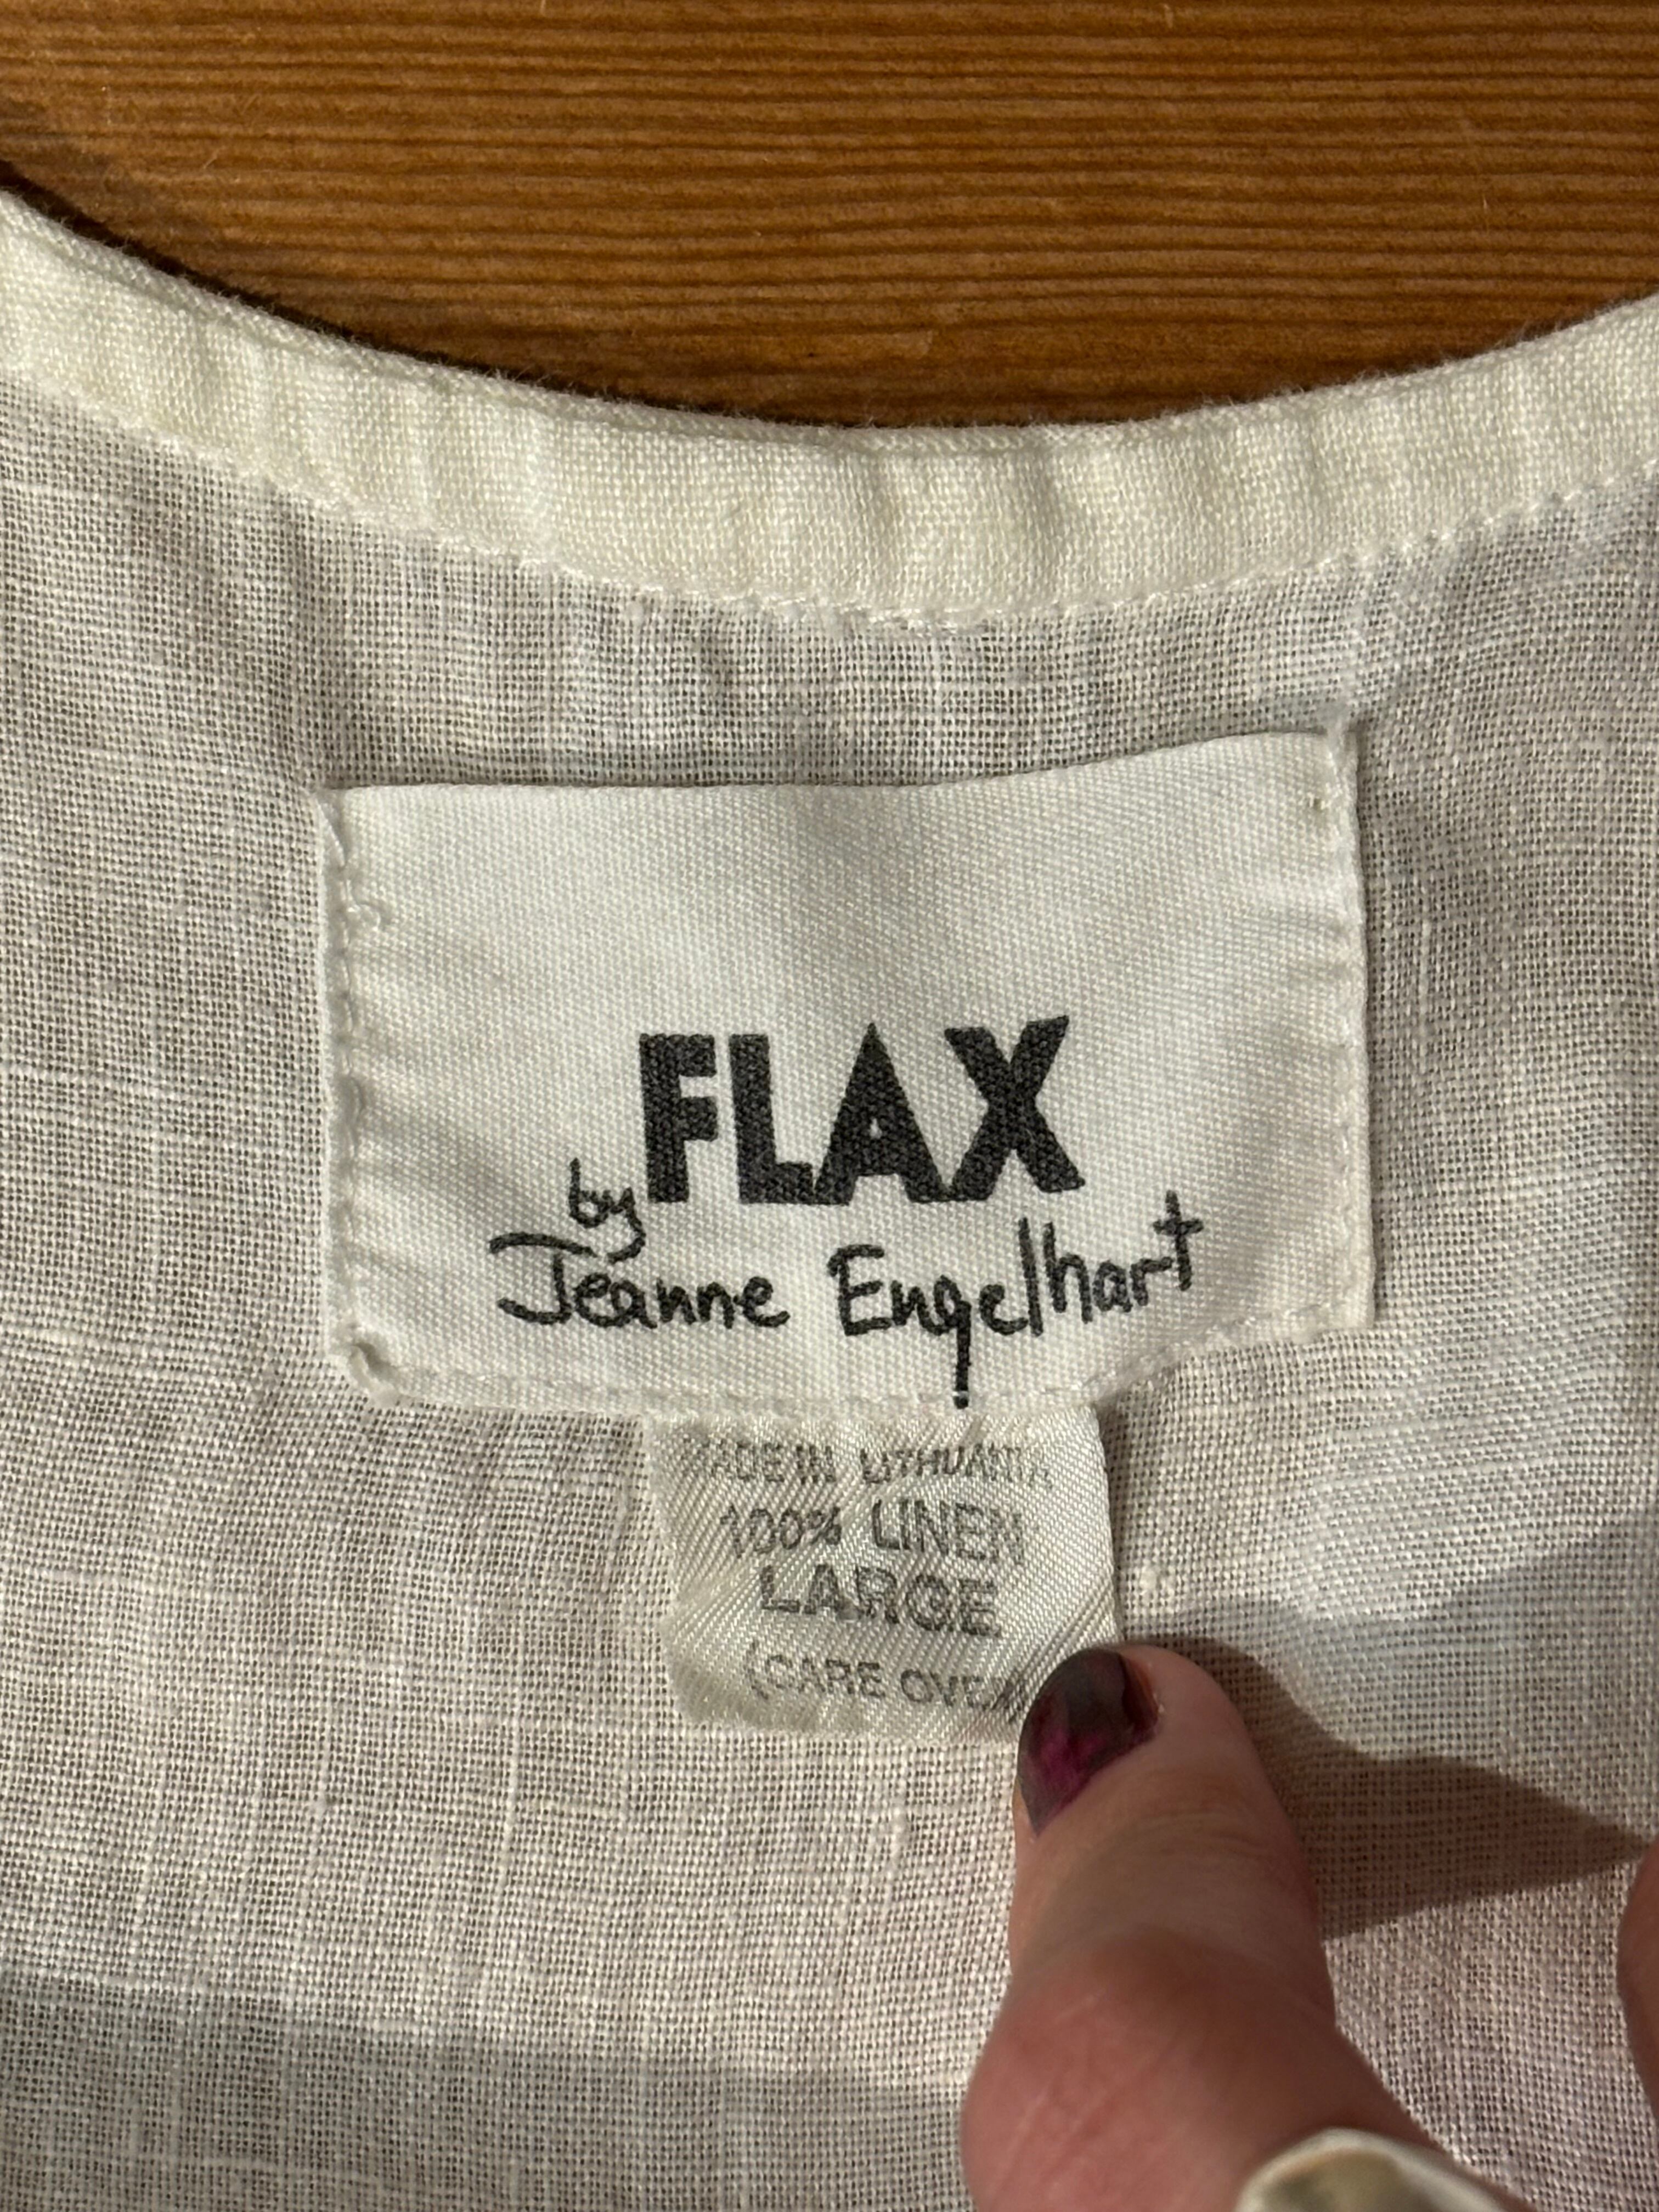 FLAX
by
Jeanne Engelhart
MADE IN LITHUANIA
100% LINEN
LARGE
(CARE OVER